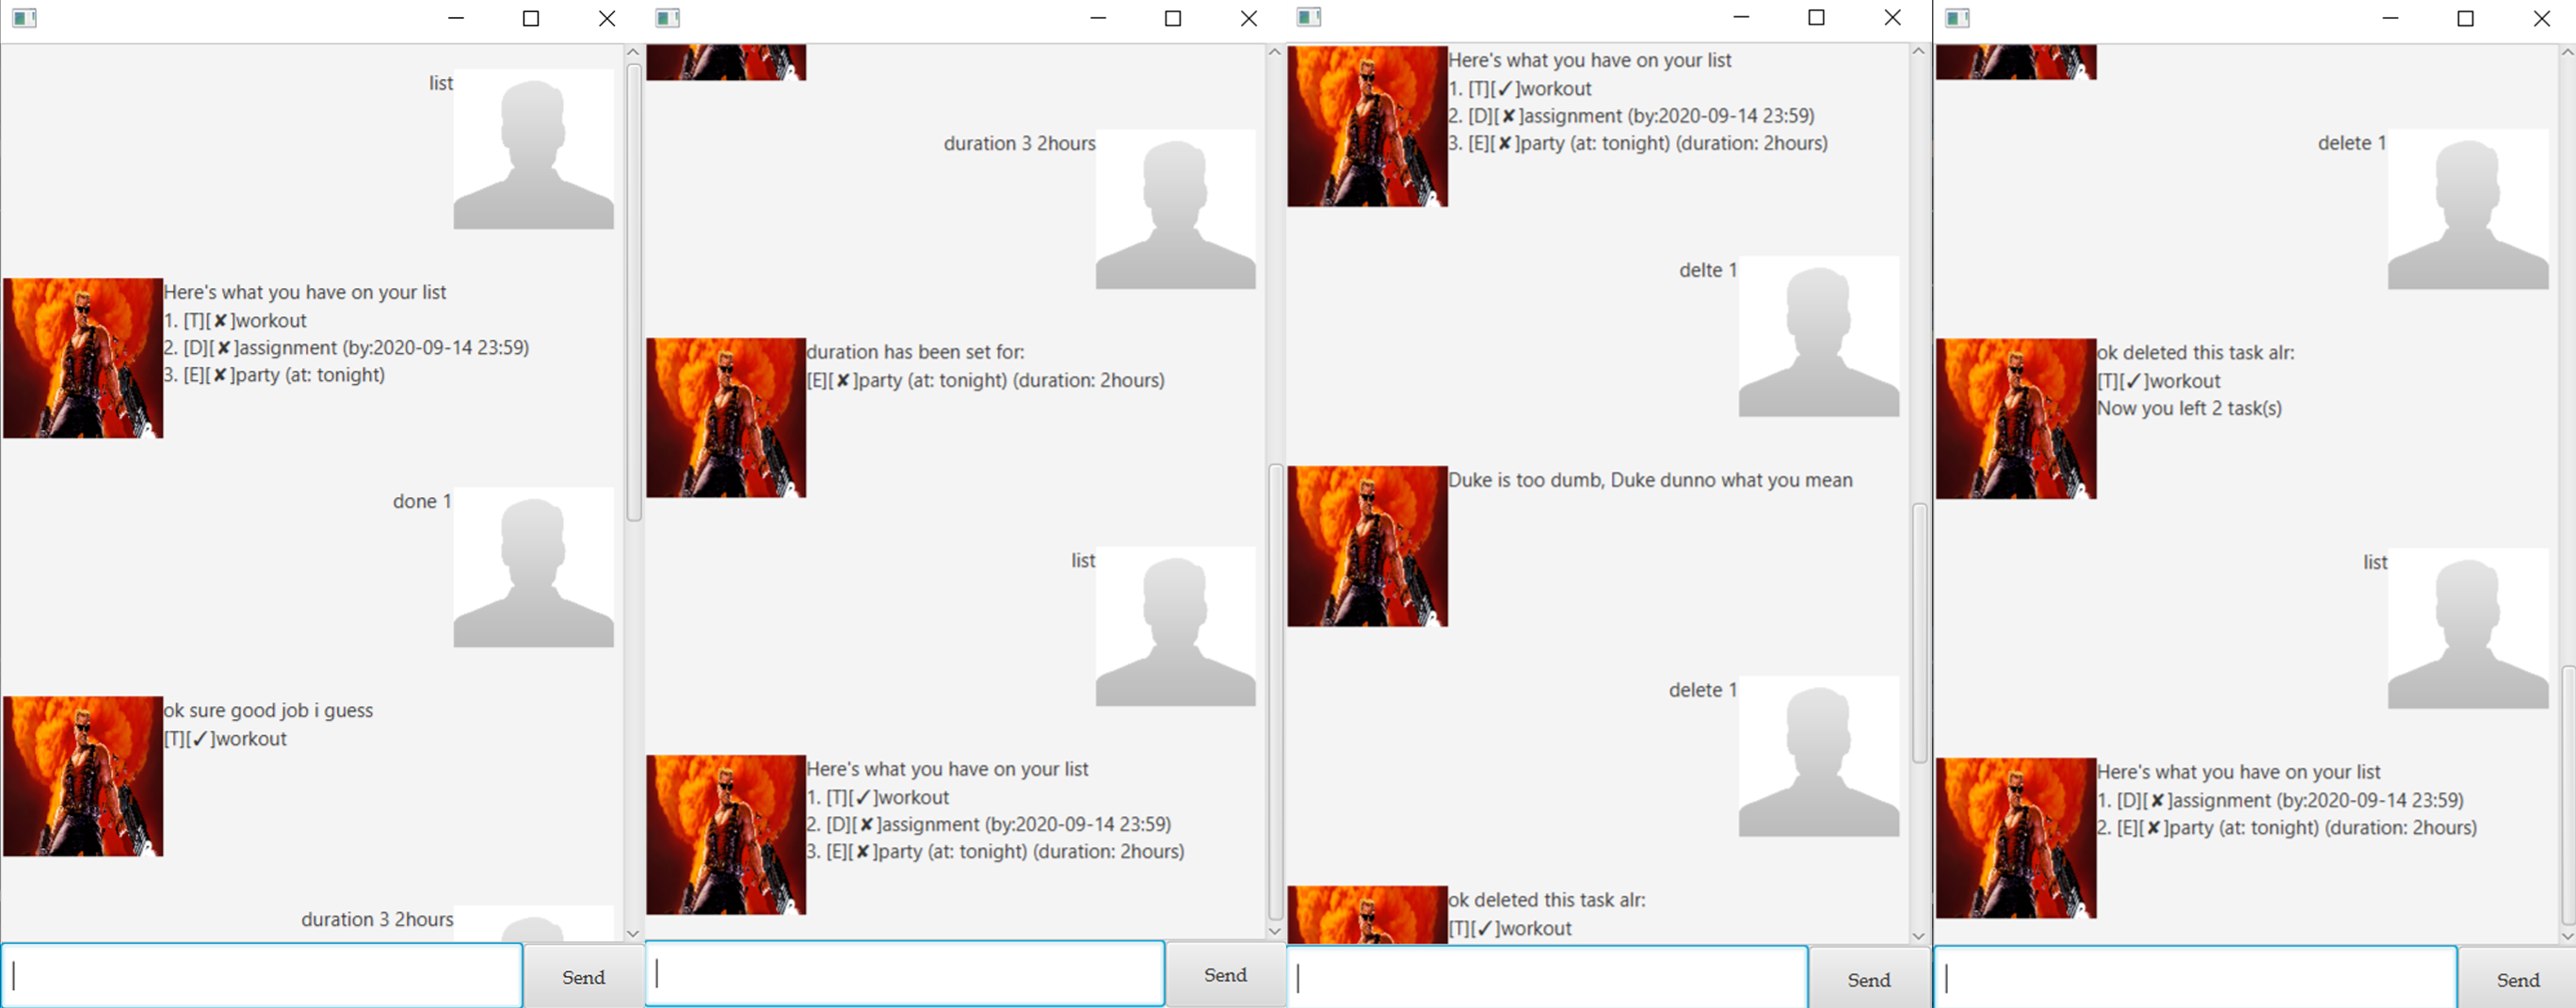 list
Here's what you have on your list
1. [T][✘]workout
2. [D][✘]assignment (by:2020-09-14 23:59)
3. [E][✘]party (at: tonight)
done 1
ok sure good job i guess
[T][✓]workout
duration 3 2hours
Send
duration 3 2hours
duration has been set for:
[E][✘]party (at: tonight) (duration: 2hours)
list
Here's what you have on your list
1. [T][✓]workout
2. [D][✘]assignment (by:2020-09-14 23:59)
3. [E][✘]party (at: tonight) (duration: 2hours)
Send
Here's what you have on your list
1. [T][✓]workout
2. [D][✘]assignment (by:2020-09-14 23:59)
3. [E][✘]party (at: tonight) (duration: 2hours)
delte 1
Duke is too dumb, Duke dunno what you mean
delete 1
ok deleted this task alr:
[T][✓]workout
Send
delete 1
ok deleted this task alr:
[T][✓]workout
Now you left 2 task(s)
list
Here's what you have on your list
1. [D][✘]assignment (by:2020-09-14 23:59)
2. [E][✘]party (at: tonight) (duration: 2hours)
Send